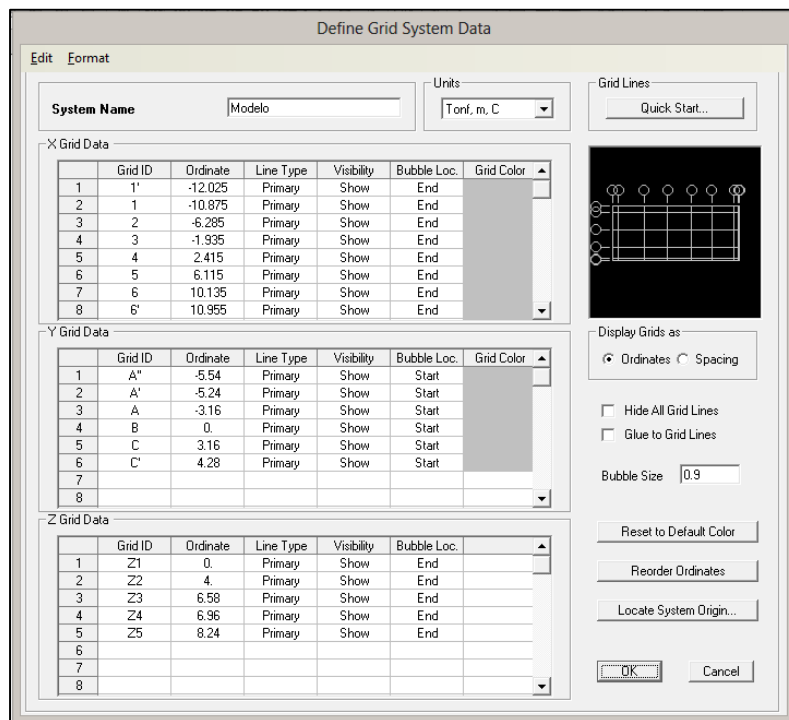 Define Grid System Data
Edit Format
System Name Modelo
Units
Tonf, m, C
Grid Lines
Quick Start...
X Grid Data
Grid ID Ordinate Line Type Visibility Bubble Loc. Grid Color
1 1' -12.025 Primary Show End
2 1 -10.875 Primary Show End
3 2 -6.285 Primary Show End
4 3 -1.935 Primary Show End
5 4 2.415 Primary Show End
6 5 6.115 Primary Show End
7 6 10.135 Primary Show End
8 6' 10.955 Primary Show End
Y Grid Data
Grid ID Ordinate Line Type Visibility Bubble Loc. Grid Color
1 A" -5.54 Primary Show Start
2 A' -5.24 Primary Show Start
3 A -3.16 Primary Show Start
4 B 0. Primary Show Start
5 C 3.16 Primary Show Start
6 C' 4.28 Primary Show Start
7
8
Z Grid Data
Grid ID Ordinate Line Type Visibility Bubble Loc.
1 Z1 0. Primary Show End
2 Z2 4. Primary Show End
3 Z3 6.58 Primary Show End
4 Z4 6.96 Primary Show End
5 Z5 8.24 Primary Show End
6
7
8
Display Grids as
Ordinates Spacing
Hide All Grid Lines
Glue to Grid Lines
Bubble Size 0.9
Reset to Default Color
Reorder Ordinates
Locate System Origin...
OK Cancel